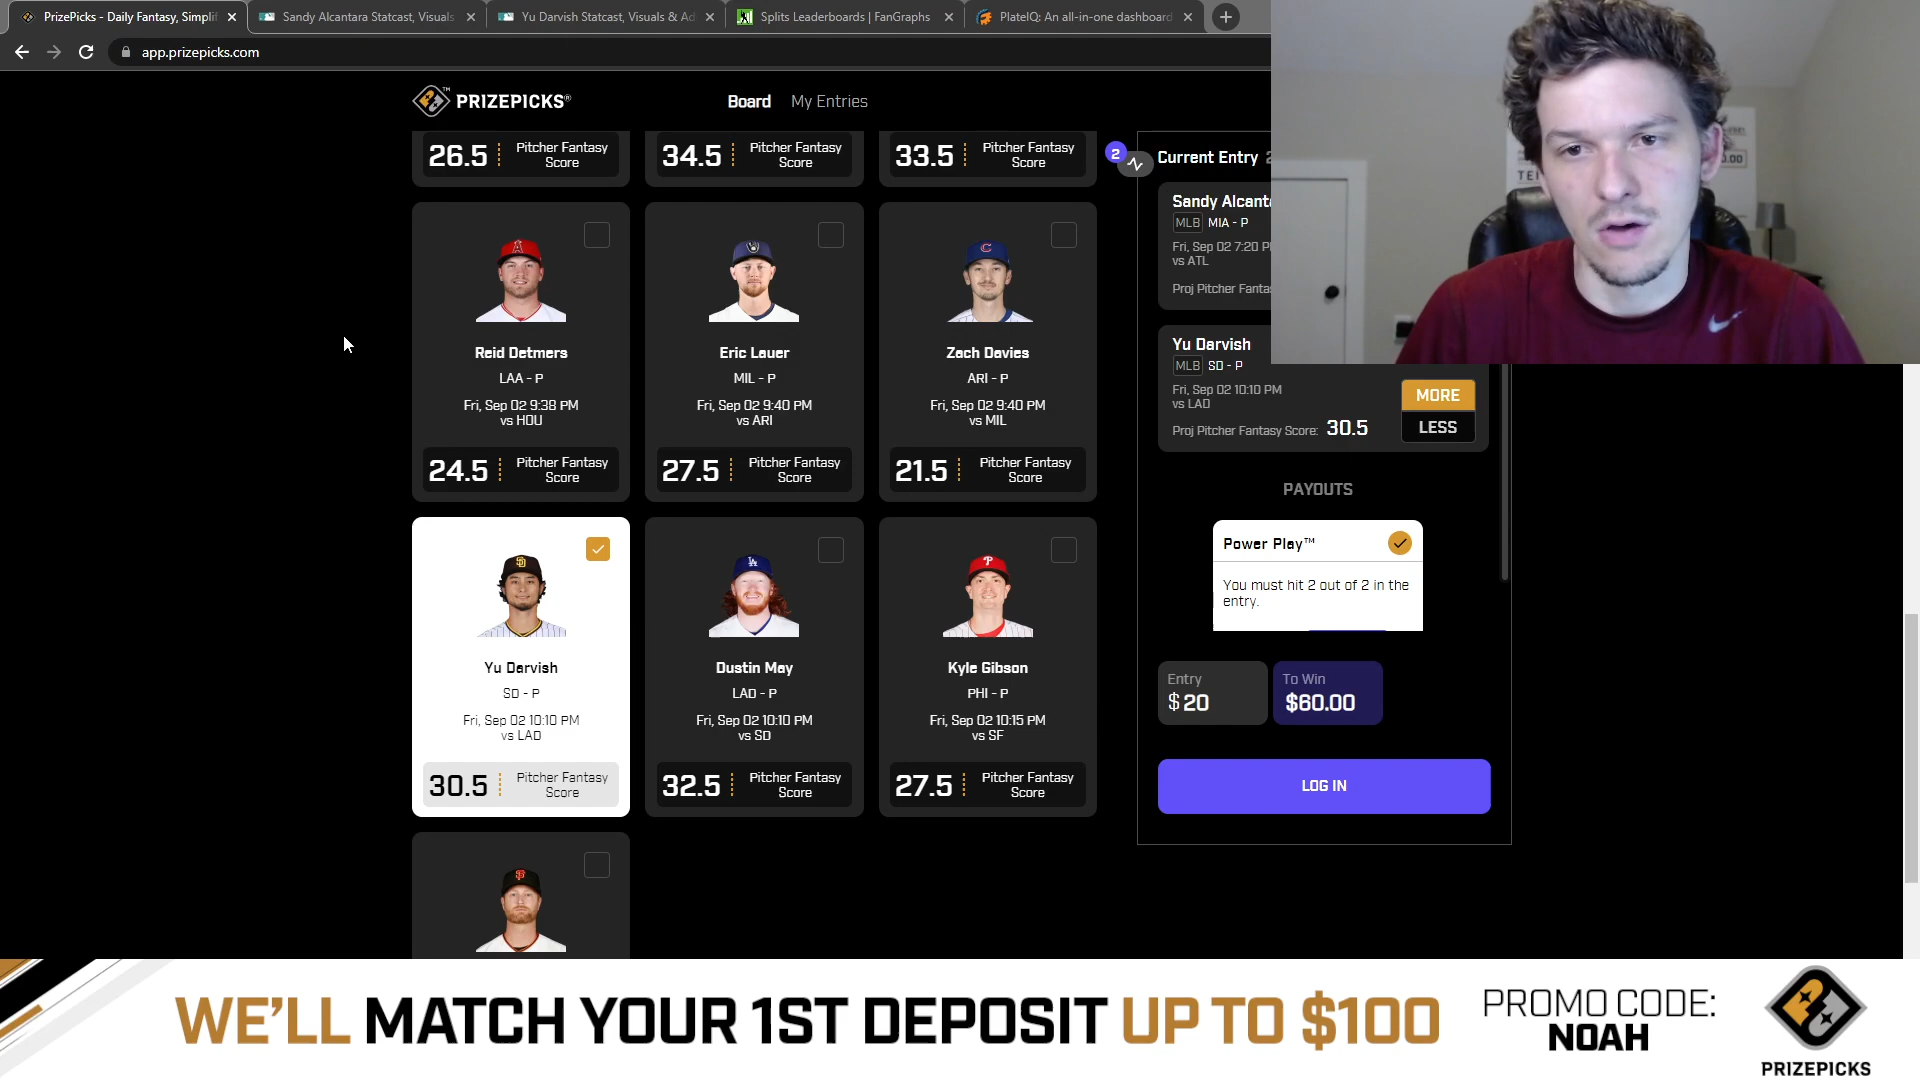 PrizePicks - Daily Fantasy, Simplif
Sandy Alcantara Statcast, Visuals
Yu Darvish Statcast, Visuals & Ad
Splits Leaderboards | FanGraphs
PlateIQ: An all-in-one dashboard
app.prizepicks.com
PRIZEPICKS®
Board
My Entries
26.5
Pitcher Fantasy
Score
34.5
Pitcher Fantasy
Score
33.5
Pitcher Fantasy
Score
Reid Detmers
LAA - P
Fri, Sep 02 9:38 PM
vs HOU
24.5
Pitcher Fantasy
Score
Eric Lauer
MIL - P
Fri, Sep 02 9:40 PM
vs ARI
27.5
Pitcher Fantasy
Score
Zach Davies
ARI - P
Fri, Sep 02 9:40 PM
vs MIL
21.5
Pitcher Fantasy
Score
Yu Darvish
SD - P
Fri, Sep 02 10:10 PM
vs LAD
30.5
Pitcher Fantasy
Score
Dustin May
LAD - P
Fri, Sep 02 10:10 PM
vs SD
32.5
Pitcher Fantasy
Score
Kyle Gibson
PHI - P
Fri, Sep 02 10:15 PM
vs SF
27.5
Pitcher Fantasy
Score
2
Current Entry
Sandy Alcant
MLB MIA - P
Fri, Sep 02 7:20 P
vs ATL
Proj Pitcher Fanta
Yu Darvish
MLB SD - P
Fri, Sep 02 10:10 PM
vs LAD
Proj Pitcher Fantasy Score: 30.5
MORE
LESS
PAYOUTS
Power Play™
You must hit 2 out of 2 in the
entry.
Entry
$20
To Win
$60.00
LOG IN
WE'LL MATCH YOUR 1ST DEPOSIT UP TO $100
PROMO CODE:
NOAH
PRIZEPICKS